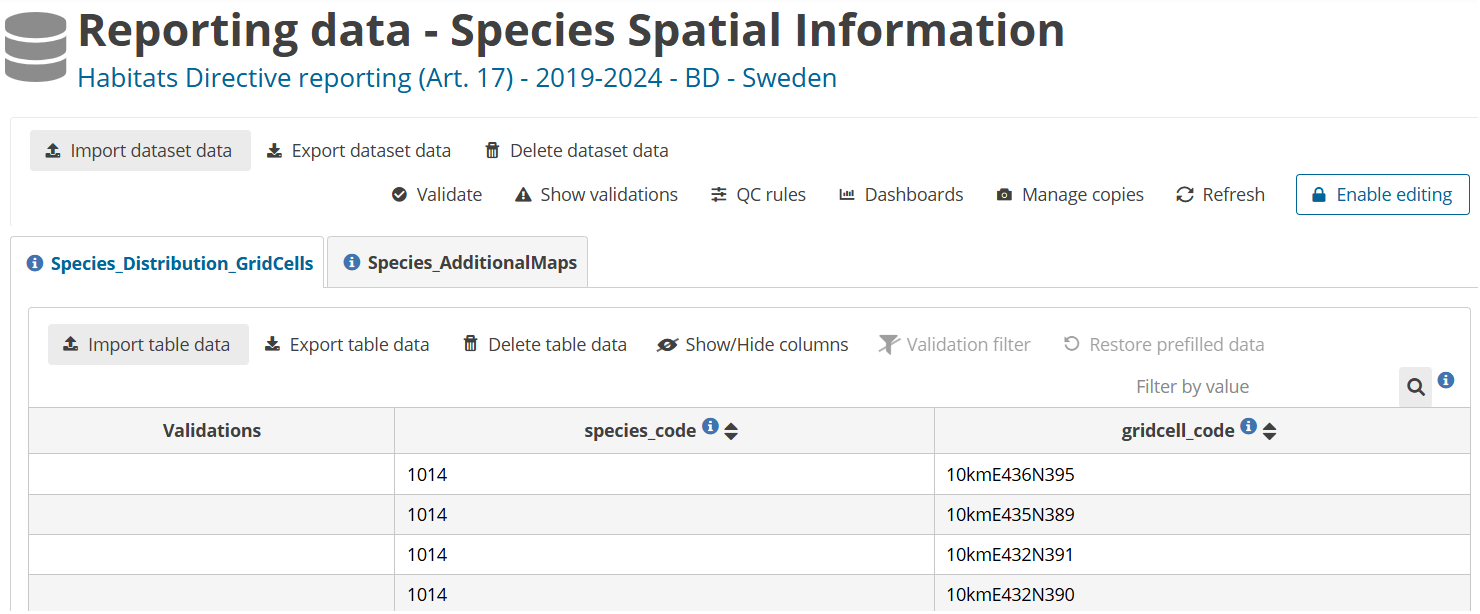 Reporting data - Species Spatial Information
Habitats Directive reporting (Art. 17) - 2019-2024 - BD - Sweden
Import dataset data Export dataset data Delete dataset data
Validate Show validations QC rules Dashboards Manage copies Refresh Enable editing
Species_Distribution_GridCells Species_AdditionalMaps
Import table data Export table data Delete table data Show/Hide columns Validation filter Restore prefilled data
Filter by value
Validations species_code gridcell_code
1014 10kmE436N395
1014 10kmE435N389
1014 10kmE432N391
1014 10kmE432N390